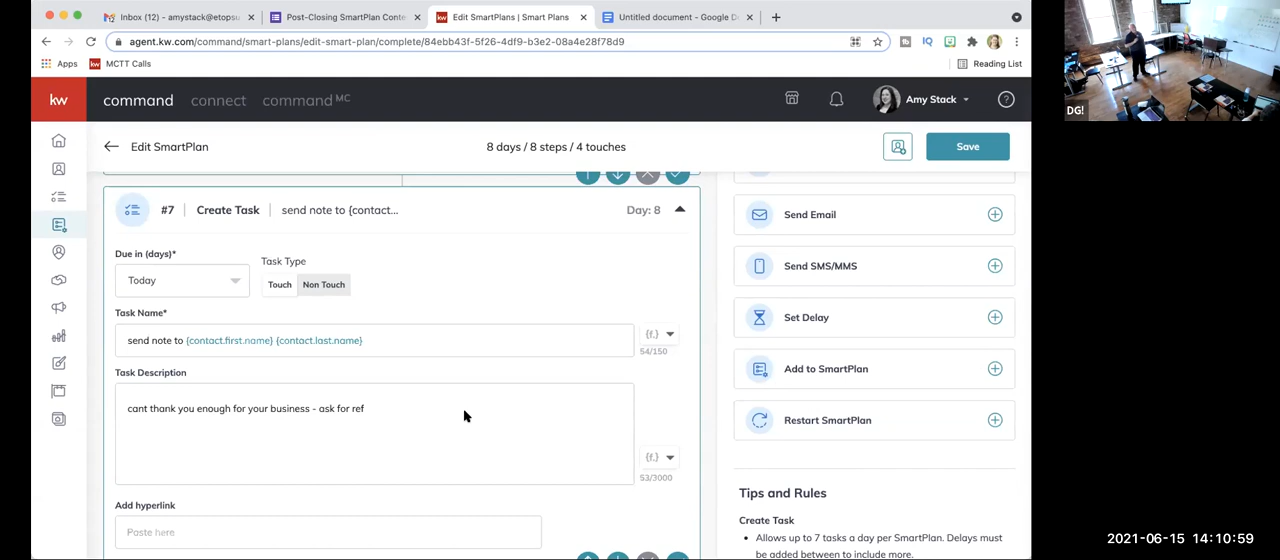 Inbox (12) - amystack@etopsu
Post-Closing SmartPlan Conte
Edit SmartPlans | Smart Plans
Untitled document - Google D
agent.kw.com/command/smart-plans/edit-smart-plan/complete/84ebb43f-5f26-4df9-b3e2-08a4e28f78d9
Apps
kw MCTT Calls
Reading List
kw
command
connect
command MC
Amy Stack
Edit SmartPlan
8 days / 8 steps / 4 touches
Save
#7
Create Task
send note to {contact...
Day: 8
Due in (days)*
Today
Task Type
Touch
Non Touch
Task Name*
send note to {contact.first.name} {contact.last.name}
{f.}
54/150
Task Description
cant thank you enough for your business - ask for ref
{f.}
53/3000
Add hyperlink
Paste here
Send Email
Send SMS/MMS
Set Delay
Add to SmartPlan
Restart SmartPlan
Tips and Rules
Create Task
• Allows up to 7 tasks a day per SmartPlan. Delays must
be added between to include more.
DG!
2021-06-15 14:10:59